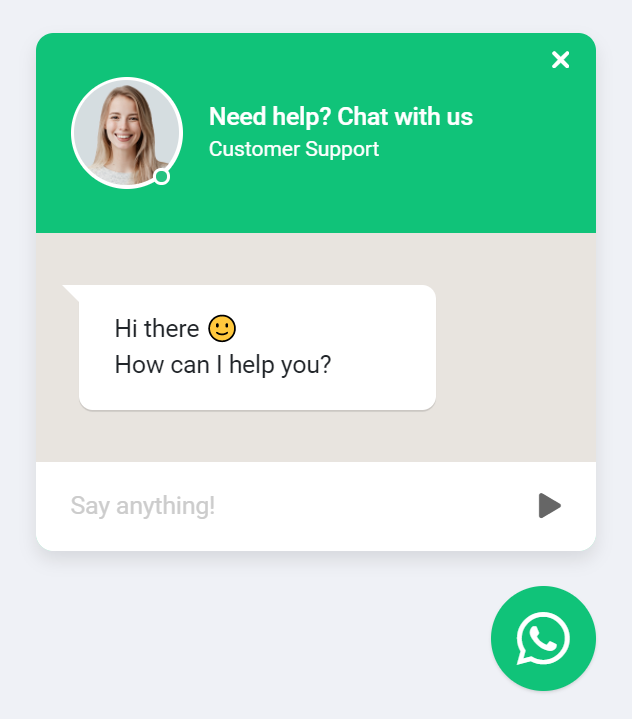 Need help? Chat with us
Customer Support
Hi there 🙂
How can I help you?
Say anything!